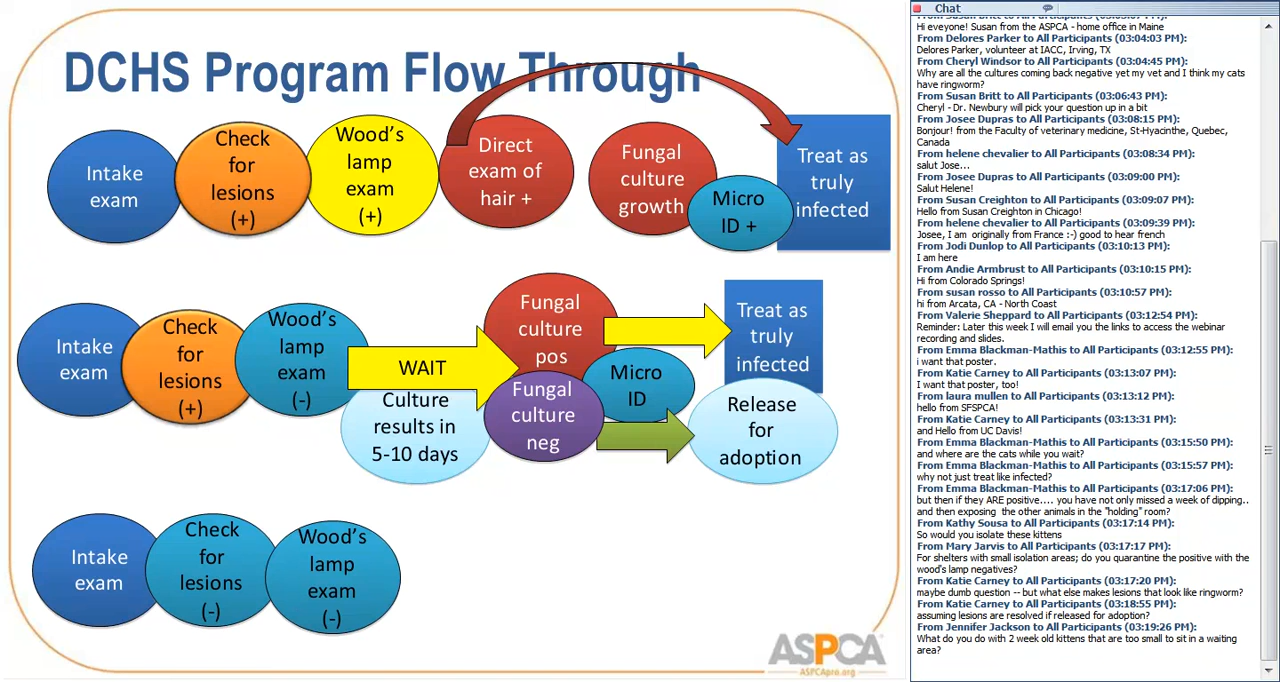 DCHS Program Flow Through
Intake
exam
Check
for
lesions
(+)
Wood's
lamp
exam
(+)
Direct
exam of
hair +
Fungal
culture
growth
Micro
ID +
Treat as
truly
infected
Intake
exam
Check
for
lesions
(+)
Wood's
lamp
exam
(-)
WAIT
Culture
results in
5-10 days
Fungal
culture
pos
Fungal
culture
neg
Micro
ID
Treat as
truly
infected
Release
for
adoption
Intake
exam
Check
for
lesions
(-)
Wood's
lamp
exam
(-)
ASPCA
ASPCApro.org
Chat
Hi eveyone! Susan from the ASPCA - home office in Maine
From Delores Parker to All Participants (03:04:03 PM):
Delores Parker, volunteer at IACC, Irving, TX
From Cheryl Windsor to All Participants (03:04:45 PM):
Why are all the cultures coming back negative yet my vet and I think my cats
have ringworm?
From Susan Britt to All Participants (03:06:43 PM):
Cheryl - Dr. Newbury will pick your question up in a bit
From Josee Dupras to All Participants (03:08:15 PM):
Bonjour! from the Faculty of veterinary medicine, St-Hyacinthe, Quebec,
Canada
From helene chevalier to All Participants (03:08:34 PM):
salut Jose...
From Josee Dupras to All Participants (03:09:00 PM):
Salut Helene!
From Susan Creighton to All Participants (03:09:07 PM):
Hello from Susan Creighton in Chicago!
From helene chevalier to All Participants (03:09:39 PM):
Josee, I am originally from France :-) good to hear french
From Jodi Dunlop to All Participants (03:10:13 PM):
I am here
From Andie Armbrust to All Participants (03:10:15 PM):
Hi from Colorado Springs!
From susan rosso to All Participants (03:10:57 PM):
hi from Arcata, CA - North Coast
From Valerie Sheppard to All Participants (03:12:54 PM):
Reminder: Later this week I will email you the links to access the webinar
recording and slides.
From Emma Blackman-Mathis to All Participants (03:12:55 PM):
i want that poster.
From Katie Carney to All Participants (03:13:07 PM):
I want that poster, too!
From laura mullen to All Participants (03:13:12 PM):
hello from SFSPCA!
From Katie Carney to All Participants (03:13:31 PM):
and Hello from UC Davis!
From Emma Blackman-Mathis to All Participants (03:15:50 PM):
and where are the cats while you wait?
From Emma Blackman-Mathis to All Participants (03:15:57 PM):
why not just treat like infected?
From Emma Blackman-Mathis to All Participants (03:17:06 PM):
but then if they ARE positive.... you have not only missed a week of dipping..
and then exposing the other animals in the "holding" room?
From Kathy Sousa to All Participants (03:17:14 PM):
So would you isolate these kittens
From Mary Jarvis to All Participants (03:17:17 PM):
For shelters with small isolation areas; do you quarantine the positive with the
wood's lamp negatives?
From Katie Carney to All Participants (03:17:20 PM):
maybe dumb question -- but what else makes lesions that look like ringworm?
From Katie Carney to All Participants (03:18:55 PM):
assuming lesions are resolved if released for adoption?
From Jennifer Jackson to All Participants (03:19:26 PM):
What do you do with 2 week old kittens that are too small to sit in a waiting
area?